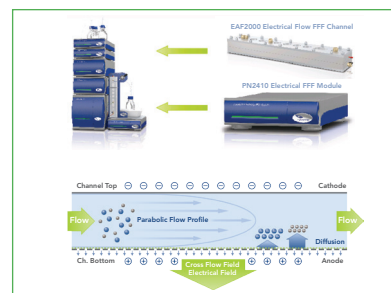 EAF2000 Electrical Flow FFF Channel
PN2410 Electrical FFF Module
Channel Top
Cathode
Flow
Parabolic Flow Profile
Flow
Diffusion
Ch. Bottom
Anode
Cross Flow Field
Electrical Field